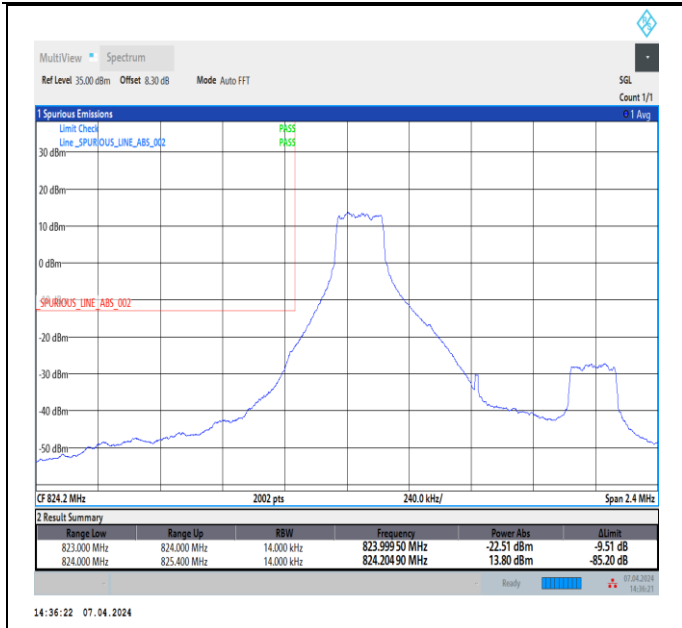 MultiView Spectrum
Ref Level 35.00 dBm Offset 8.30 dB Mode Auto FFT SGL
Count 1/1
1 Spurious Emissions 1 Avg
Limit Check PASS
Line _SPURIOUS_LINE_ABS_002 PASS
30 dBm
20 dBm
10 dBm
0 dBm
_SPURIOUS_LINE_ABS_002
-20 dBm
-30 dBm
-40 dBm
-50 dBm
CF 824.2 MHz 2002 pts 240.0 kHz/ Span 2.4 MHz
2 Result Summary
Range Low Range Up RBW Frequency Power Abs ΔLimit
823.000 MHz 824.000 MHz 14.000 kHz 823.999 50 MHz -22.51 dBm -9.51 dB
824.000 MHz 825.400 MHz 14.000 kHz 824.204 90 MHz 13.80 dBm -85.20 dB
Ready 07.04.2024
14:36:21
14:36:22 07.04.2024